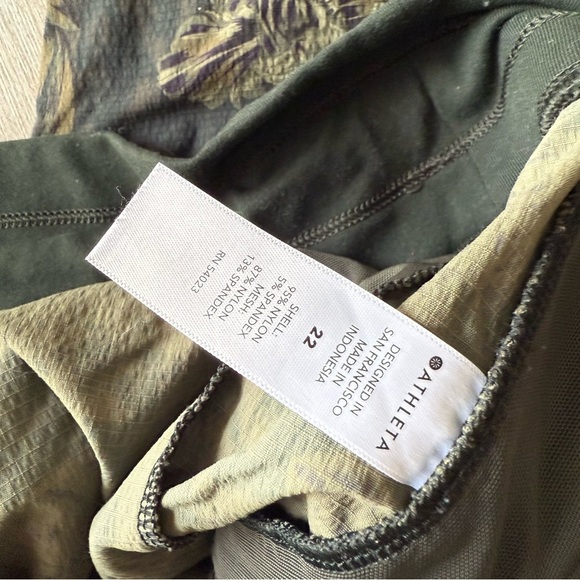 ATHLETA
DESIGNED IN
SAN FRANCISCO
MADE IN
INDONESIA
22
SHELL:
95% NYLON
5% SPANDEX
MESH:
87% NYLON
13% SPANDEX
RN 54023